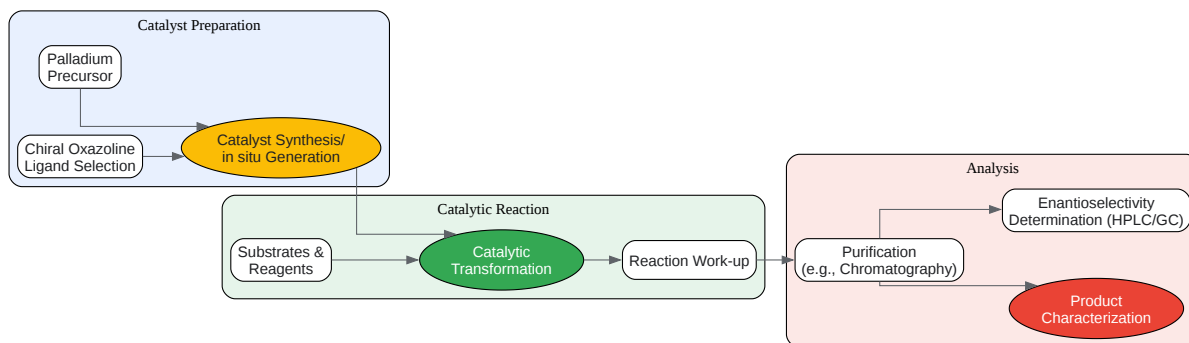 Catalyst Preparation
Palladium
Precursor
Chiral Oxazoline
Ligand Selection
Catalyst Synthesis/
in situ Generation
Catalytic Reaction
Substrates &
Reagents
Catalytic
Transformation
Reaction Work-up
Analysis
Purification
(e.g., Chromatography)
Enantioselectivity
Determination (HPLC/GC)
Product
Characterization